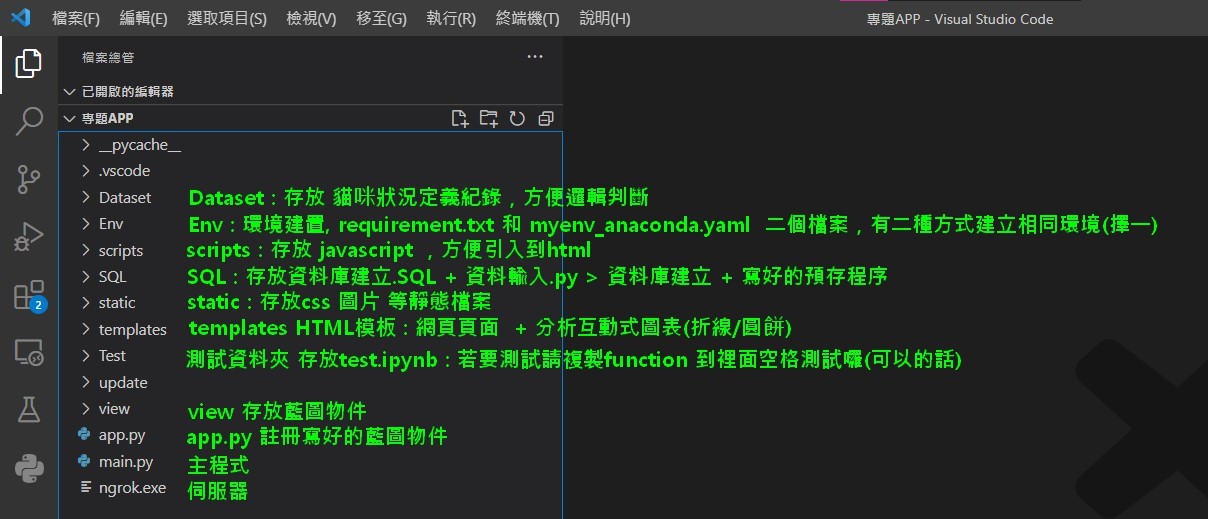 檔案(F) 編輯(E) 選取項目(S) 檢視(V) 移至(G) 執行(R) 終端機(T) 說明(H) 專題APP - Visual Studio Code
檔案總管 ...
已開啟的編輯器
專題APP
__pycache__
.vscode
Dataset Dataset：存放 貓咪狀況定義紀錄，方便邏輯判斷
Env Env：環境建置, requirement.txt 和 myenv_anaconda.yaml 二個檔案，有二種方式建立相同環境(擇一)
scripts scripts：存放 javascript ，方便引入到html
SQL SQL：存放資料庫建立.SQL + 資料輸入.py > 資料庫建立 + 寫好的預存程序
static static：存放css 圖片 等靜態檔案
templates templates HTML模板：網頁頁面 + 分析互動式圖表(折線/圓餅)
Test 測試資料夾 存放test.ipynb：若要測試請複製function 到裡面空格測試囉(可以的話)
update
view view 存放藍圖物件
app.py app.py 註冊寫好的藍圖物件
main.py 主程式
ngrok.exe 伺服器
2